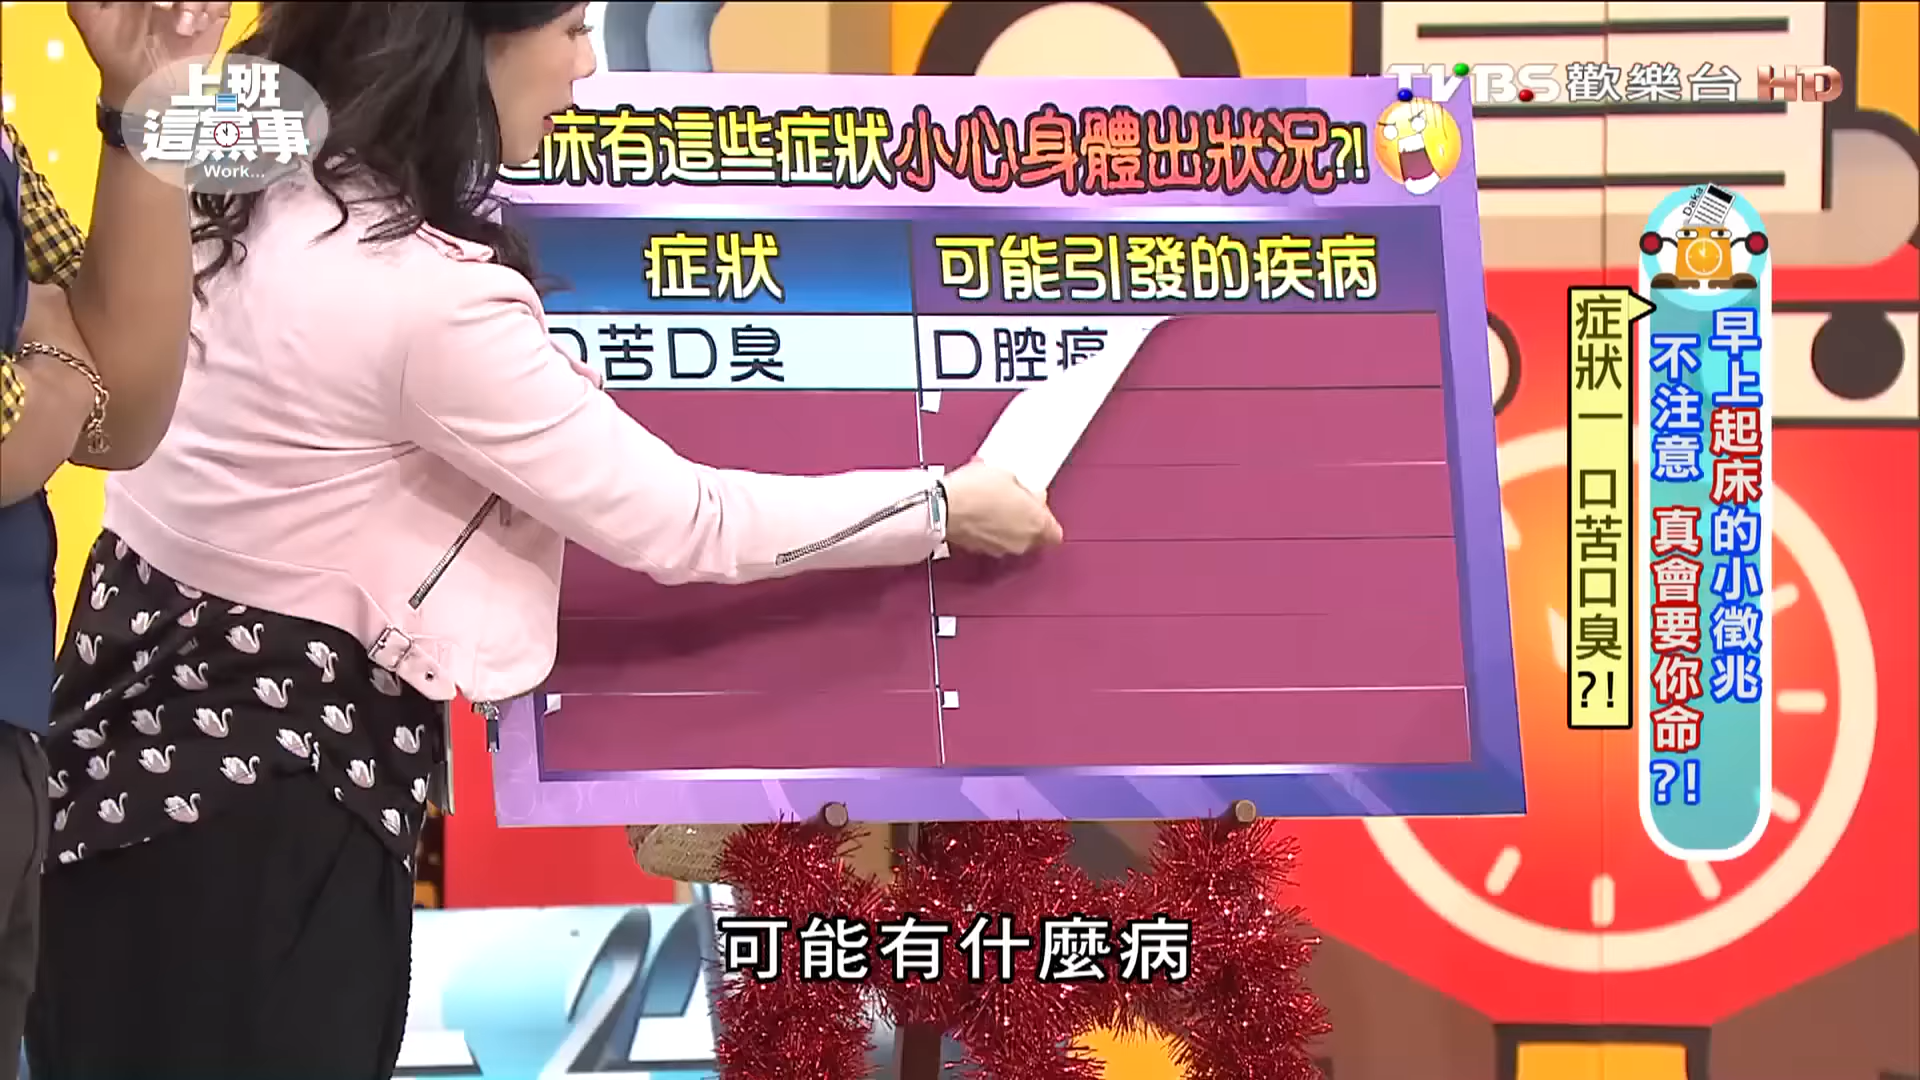 上班
這黨事
Work...
TVBS歡樂台 HD
床有這些症狀小心身體出狀況?!
症狀
可能引發的疾病
口苦口臭
口腔癌
Daka
早上起床的小徵兆
不注意 真會要你命?!
症狀一 口苦口臭?!
可能有什麼病